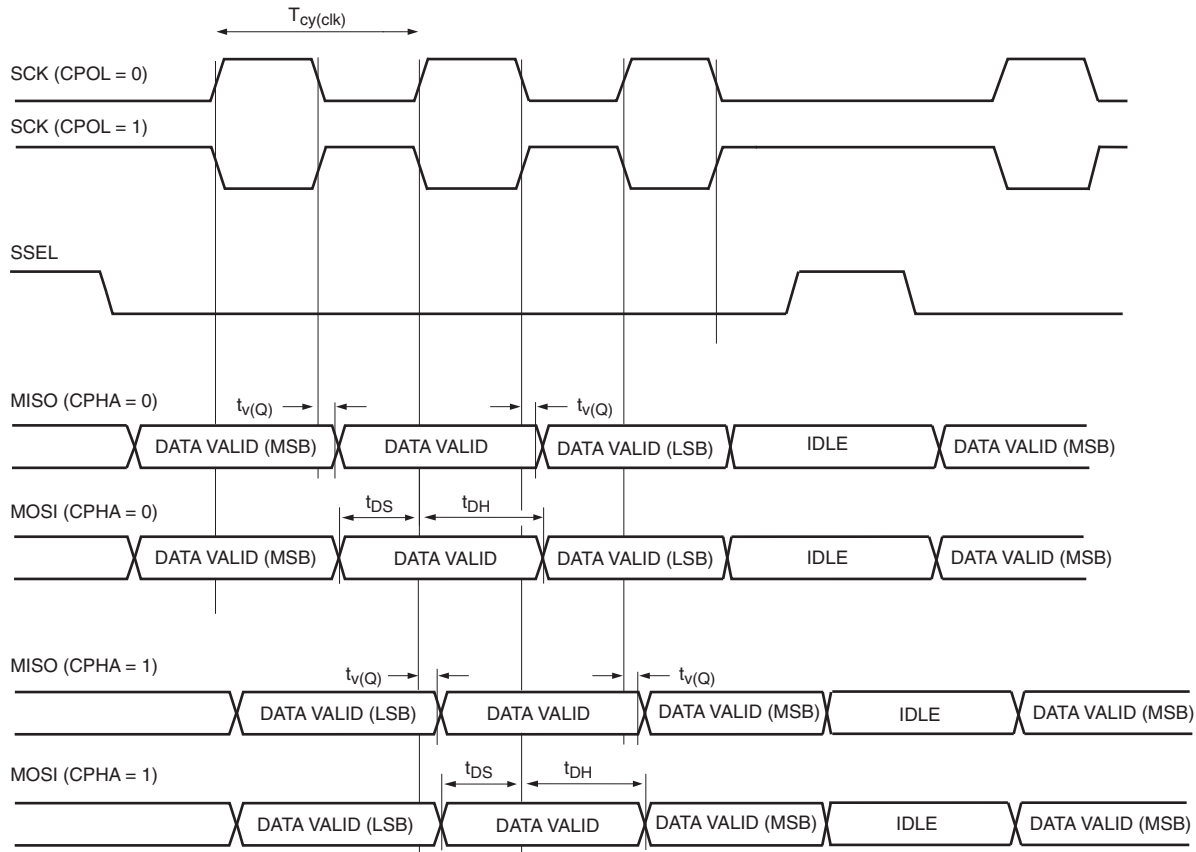 Tcy(clk)
SCK (CPOL = 0)
SCK (CPOL = 1)
SSEL
MISO (CPHA = 0)
tv(Q) tv(Q)
DATA VALID (MSB) DATA VALID DATA VALID (LSB) IDLE DATA VALID (MSB)
tDS tDH
MOSI (CPHA = 0)
DATA VALID (MSB) DATA VALID DATA VALID (LSB) IDLE DATA VALID (MSB)
MISO (CPHA = 1)
tv(Q) tv(Q)
DATA VALID (LSB) DATA VALID DATA VALID (MSB) IDLE DATA VALID (MSB)
tDS tDH
MOSI (CPHA = 1)
DATA VALID (LSB) DATA VALID DATA VALID (MSB) IDLE DATA VALID (MSB)